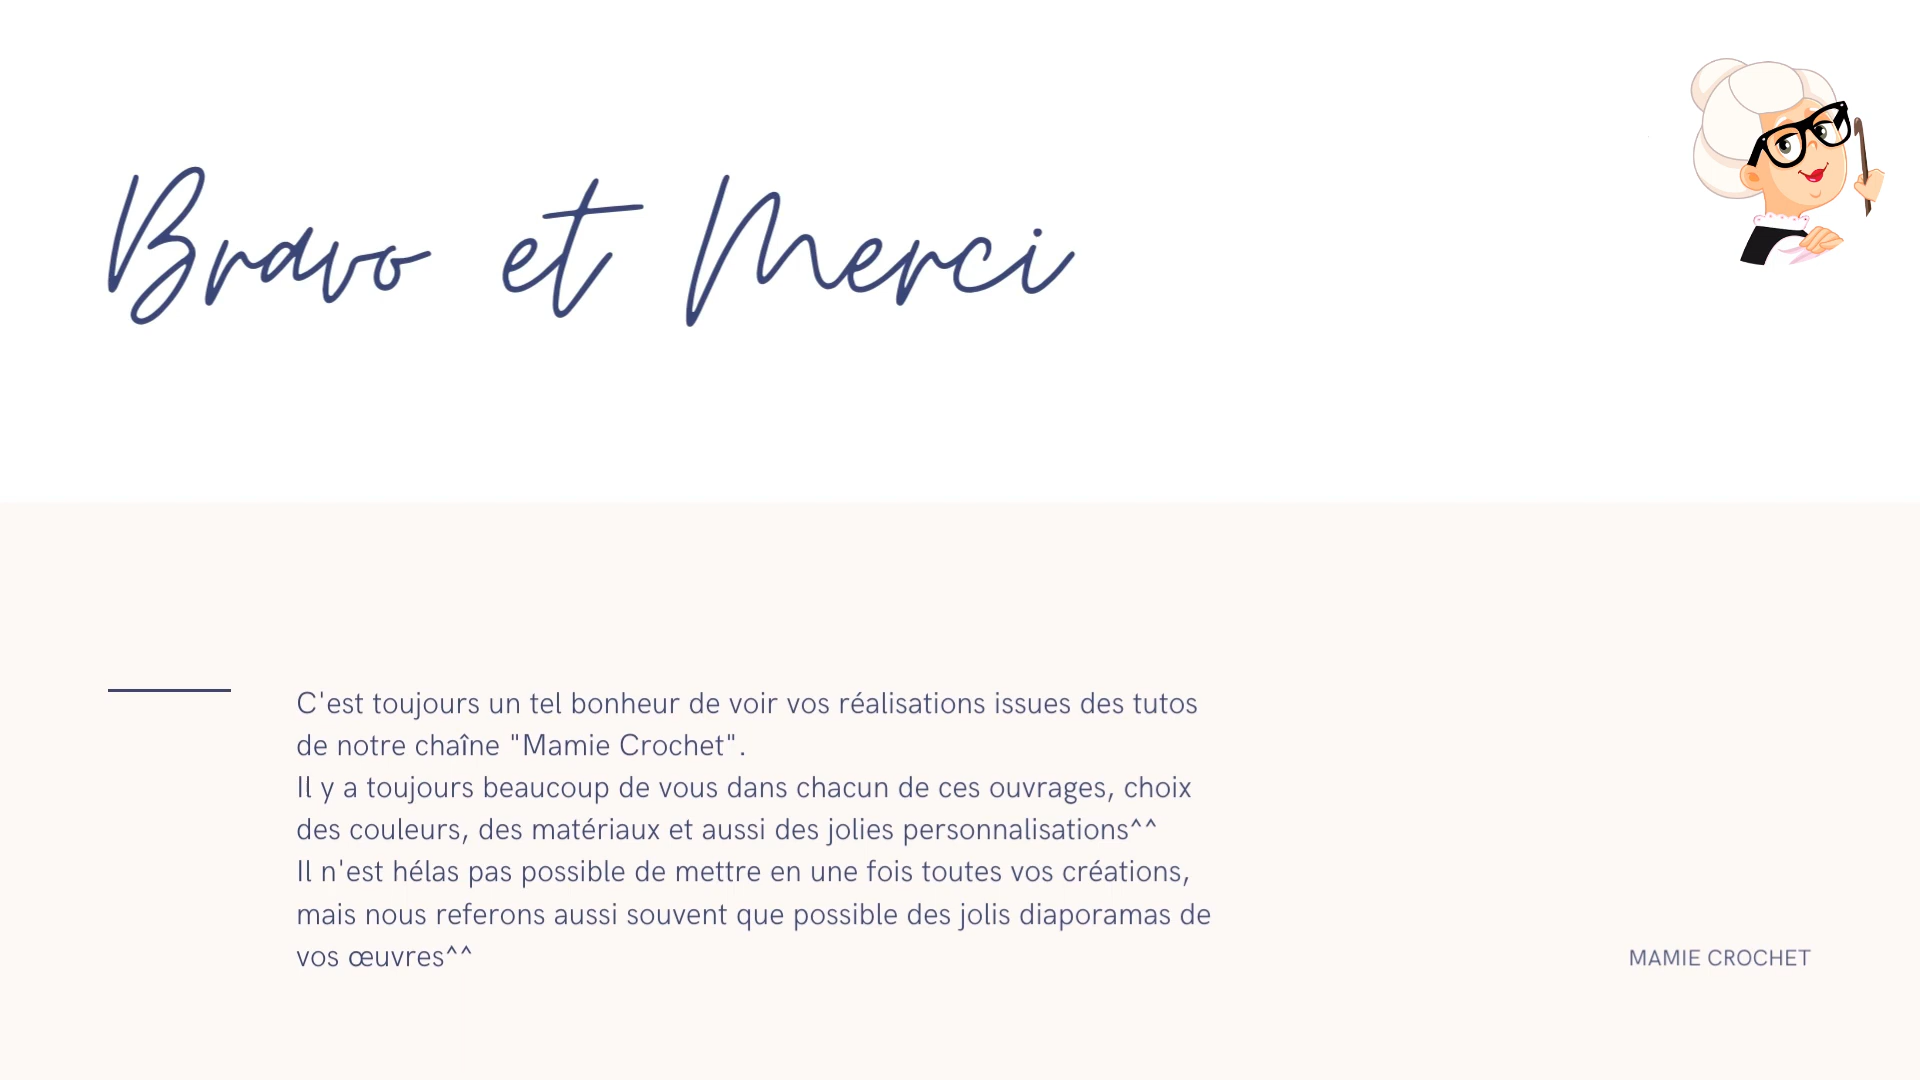 Bravo et Merci
C'est toujours un tel bonheur de voir vos réalisations issues des tutos
de notre chaîne "Mamie Crochet".
Il y a toujours beaucoup de vous dans chacun de ces ouvrages, choix
des couleurs, des matériaux et aussi des jolies personnalisations^^
Il n'est hélas pas possible de mettre en une fois toutes vos créations,
mais nous referons aussi souvent que possible des jolis diaporamas de
vos œuvres^^
MAMIE CROCHET